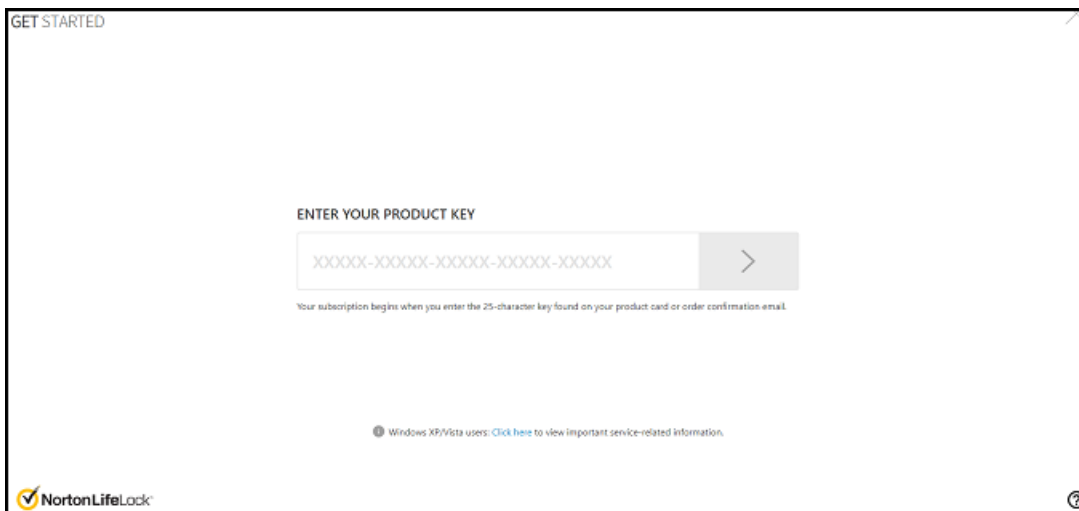 GET STARTED
ENTER YOUR PRODUCT KEY
XXXXX-XXXXX-XXXXX-XXXXX-XXXXX
Your subscription begins when you enter the 25-character key found on your product card or order confirmation email.
Windows XP/Vista users: Click here to view important service-related information.
NortonLifeLock